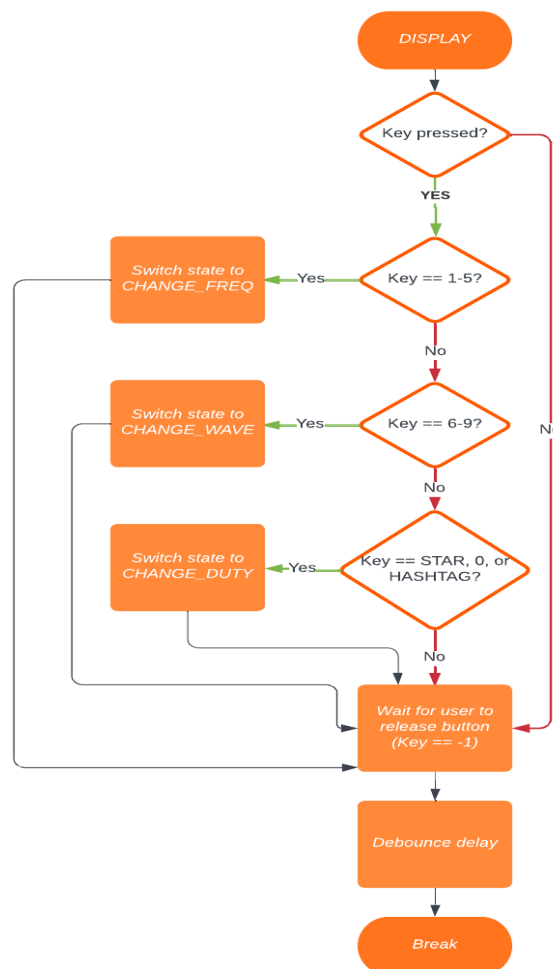 DISPLAY
Key pressed?
YES
Switch state to
CHANGE_FREQ
Yes
Key == 1-5?
No
Switch state to
CHANGE_WAVE
Yes
Key == 6-9?
No
Switch state to
CHANGE_DUTY
Yes
Key == STAR, 0, or
HASHTAG?
No
Wait for user to
release button
(Key == -1)
Debounce delay
Break